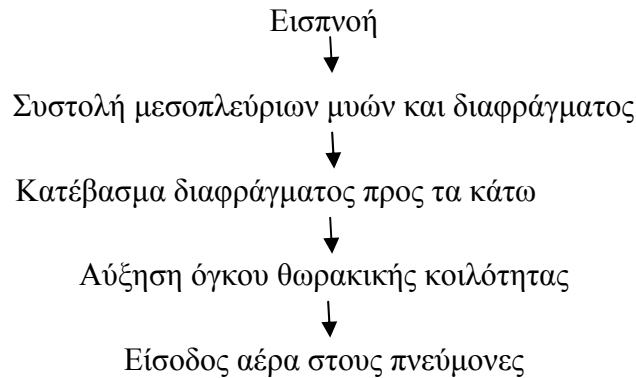 Εισπνοή
Συστολή μεσοπλεύριων μυών και διαφράγματος
Κατέβασμα διαφράγματος προς τα κάτω
Αύξηση όγκου θωρακικής κοιλότητας
Είσοδος αέρα στους πνεύμονες